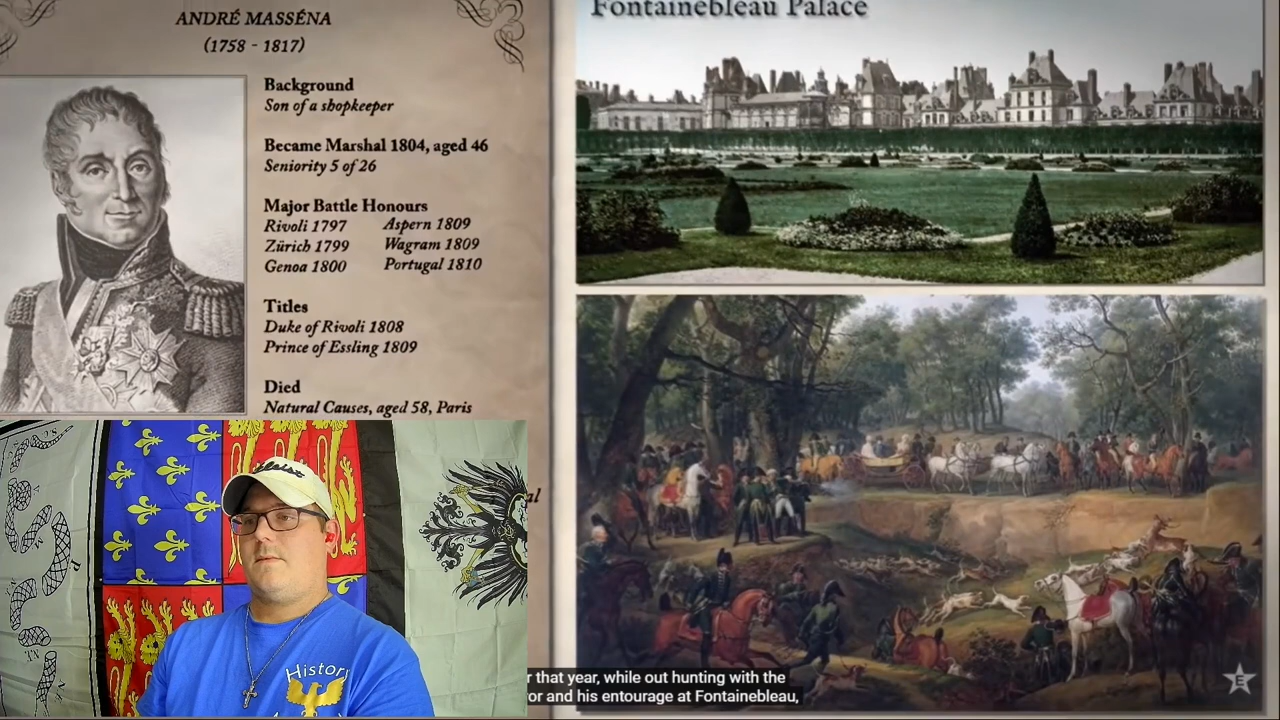 ANDRÉ MASSÉNA
(1758 - 1817)
Background
Son of a shopkeeper
Became Marshal 1804, aged 46
Seniority 5 of 26
Major Battle Honours
Rivoli 1797 Aspern 1809
Zürich 1799 Wagram 1809
Genoa 1800 Portugal 1810
Titles
Duke of Rivoli 1808
Prince of Essling 1809
Died
Natural Causes, aged 58, Paris
Fontainebleau Palace
History
that year, while out hunting with the
and his entourage at Fontainebleau,
E